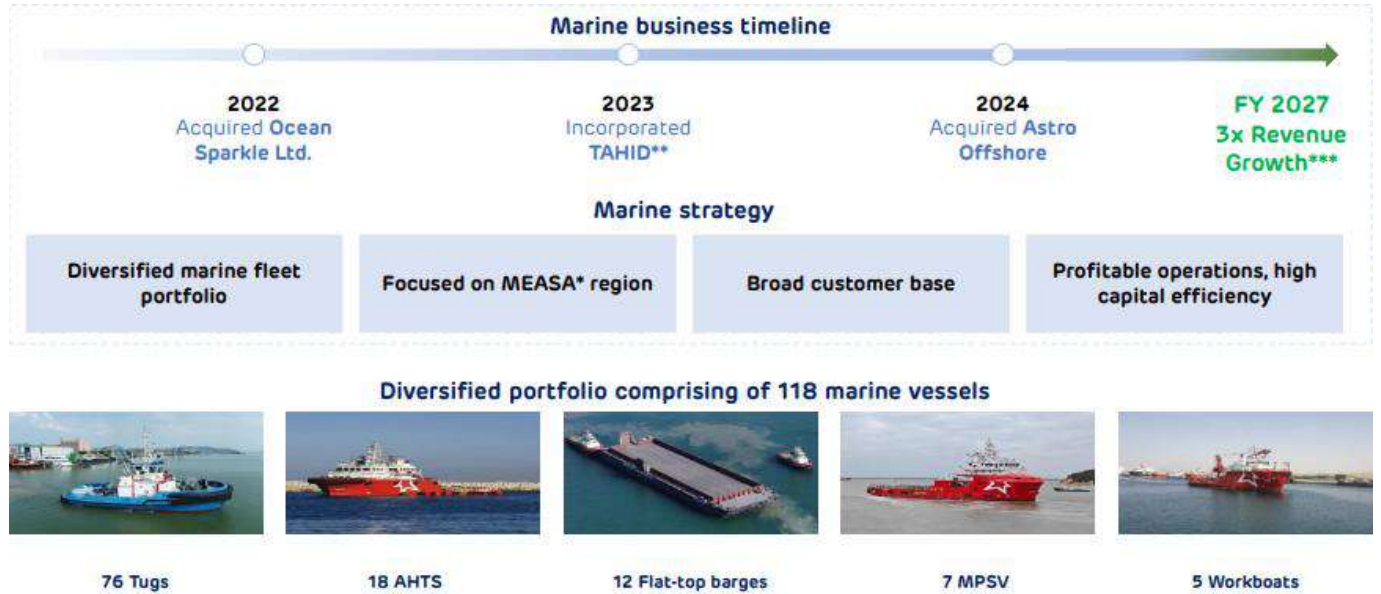 Marine business timeline
2022
Acquired Ocean
Sparkle Ltd.
2023
Incorporated
TAHID**
2024
Acquired Astro
Offshore
FY 2027
3x Revenue
Growth***
Marine strategy
Diversified marine fleet
portfolio
Focused on MEASA* region
Broad customer base
Profitable operations, high
capital efficiency
Diversified portfolio comprising of 118 marine vessels
76 Tugs
18 AHTS
12 Flat-top barges
7 MPSV
5 Workboats